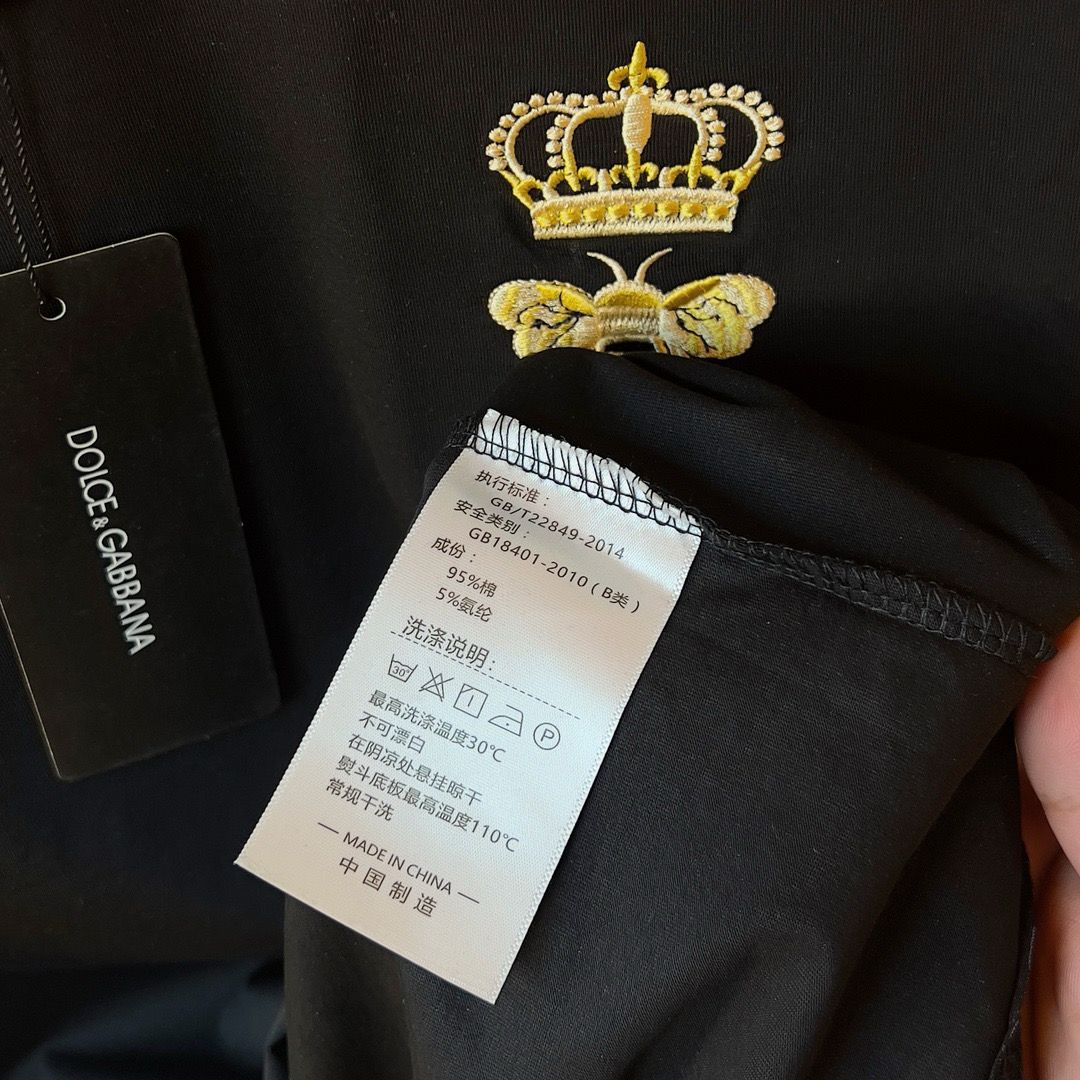 DOLCE&GABBANA
执行标准：
GB/T22849-2014
安全类别：
GB18401-2010（B类）
成份：
95%棉
5%氨纶
洗涤说明：
30°
P
最高洗涤温度30℃
不可漂白
在阴凉处悬挂晾干
熨斗底板最高温度110℃
常规干洗
— MADE IN CHINA —
中国制造